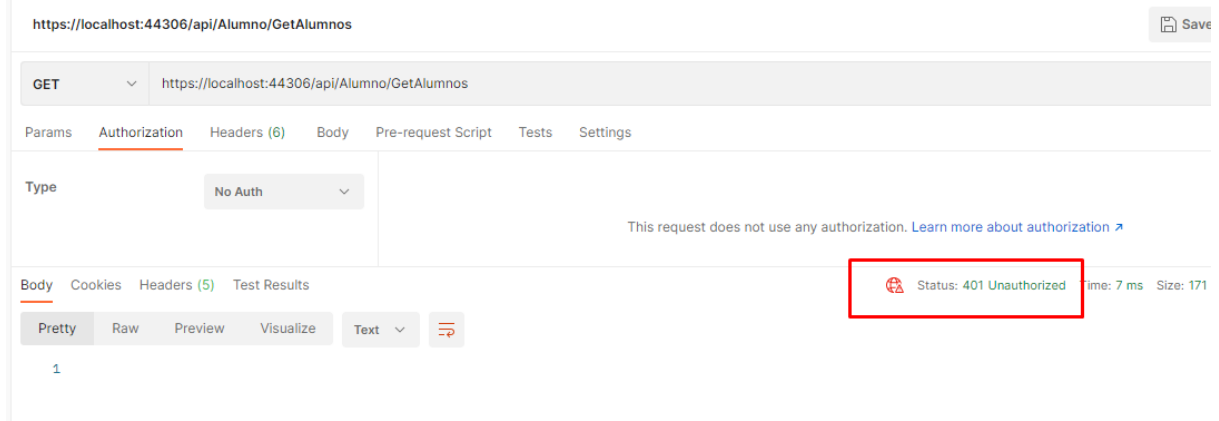 https://localhost:44306/api/Alumno/GetAlumnos Save
GET https://localhost:44306/api/Alumno/GetAlumnos
Params Authorization Headers (6) Body Pre-request Script Tests Settings
Type No Auth
This request does not use any authorization. Learn more about authorization ↗
Body Cookies Headers (5) Test Results Status: 401 Unauthorized Time: 7 ms Size: 171
Pretty Raw Preview Visualize Text
1